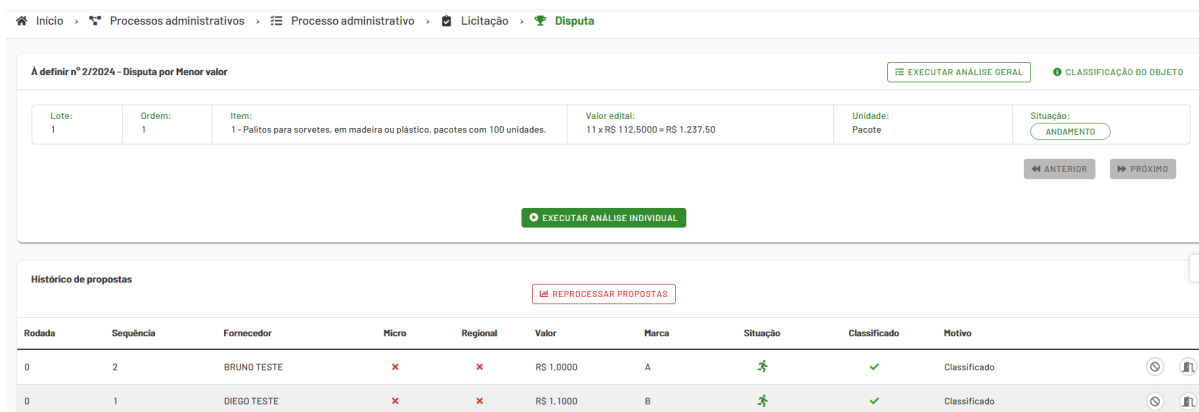 Início > Processos administrativos > Processo administrativo > Licitação > Disputa
À definir n° 2/2024 - Disputa por Menor valor
EXECUTAR ANÁLISE GERAL
CLASSIFICAÇÃO DO OBJETO
Lote: Ordem: Item: Valor edital: Unidade: Situação:
1 1 1 - Palitos para sorvetes, em madeira ou plástico, pacotes com 100 unidades. 11 x R$ 112,5000 = R$ 1.237,50 Pacote ANDAMENTO
ANTERIOR PRÓXIMO
EXECUTAR ANÁLISE INDIVIDUAL
Histórico de propostas
REPROCESSAR PROPOSTAS
Rodada Sequência Fornecedor Micro Regional Valor Marca Situação Classificado Motivo
0 2 BRUNO TESTE R$ 1,0000 A Classificado
0 1 DIEGO TESTE R$ 1,1000 B Classificado